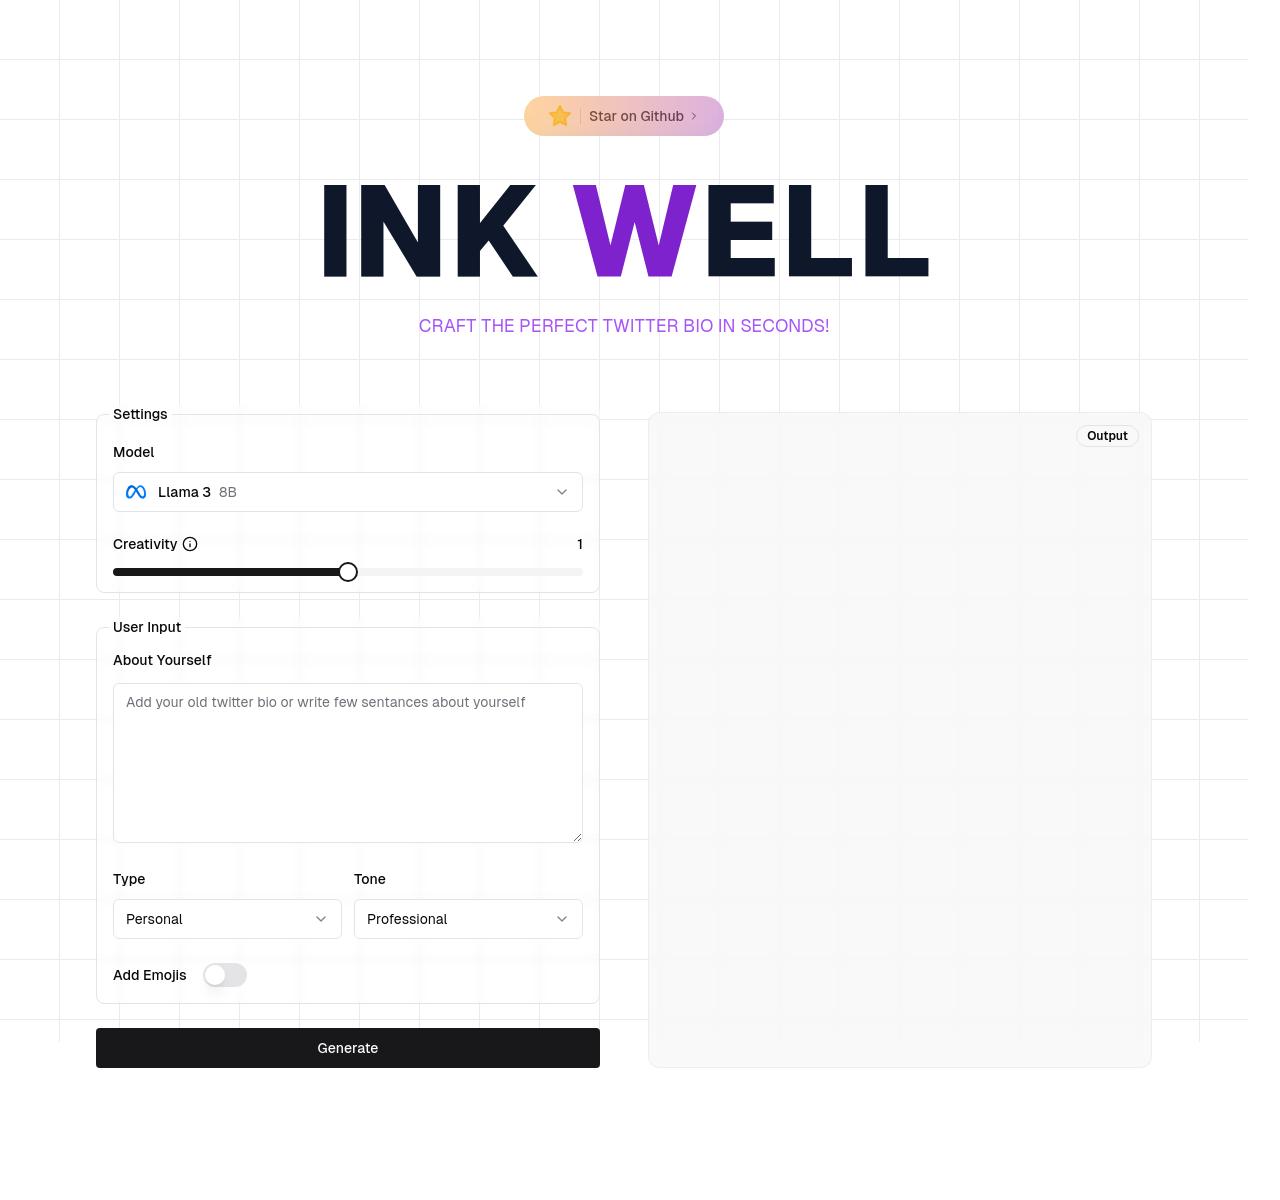 Star on Github
INK WELL
CRAFT THE PERFECT TWITTER BIO IN SECONDS!
Settings
Model
Llama 3 8B
Creativity 1
User Input
About Yourself
Add your old twitter bio or write few sentances about yourself
Type Tone
Personal Professional
Add Emojis
Generate
Output